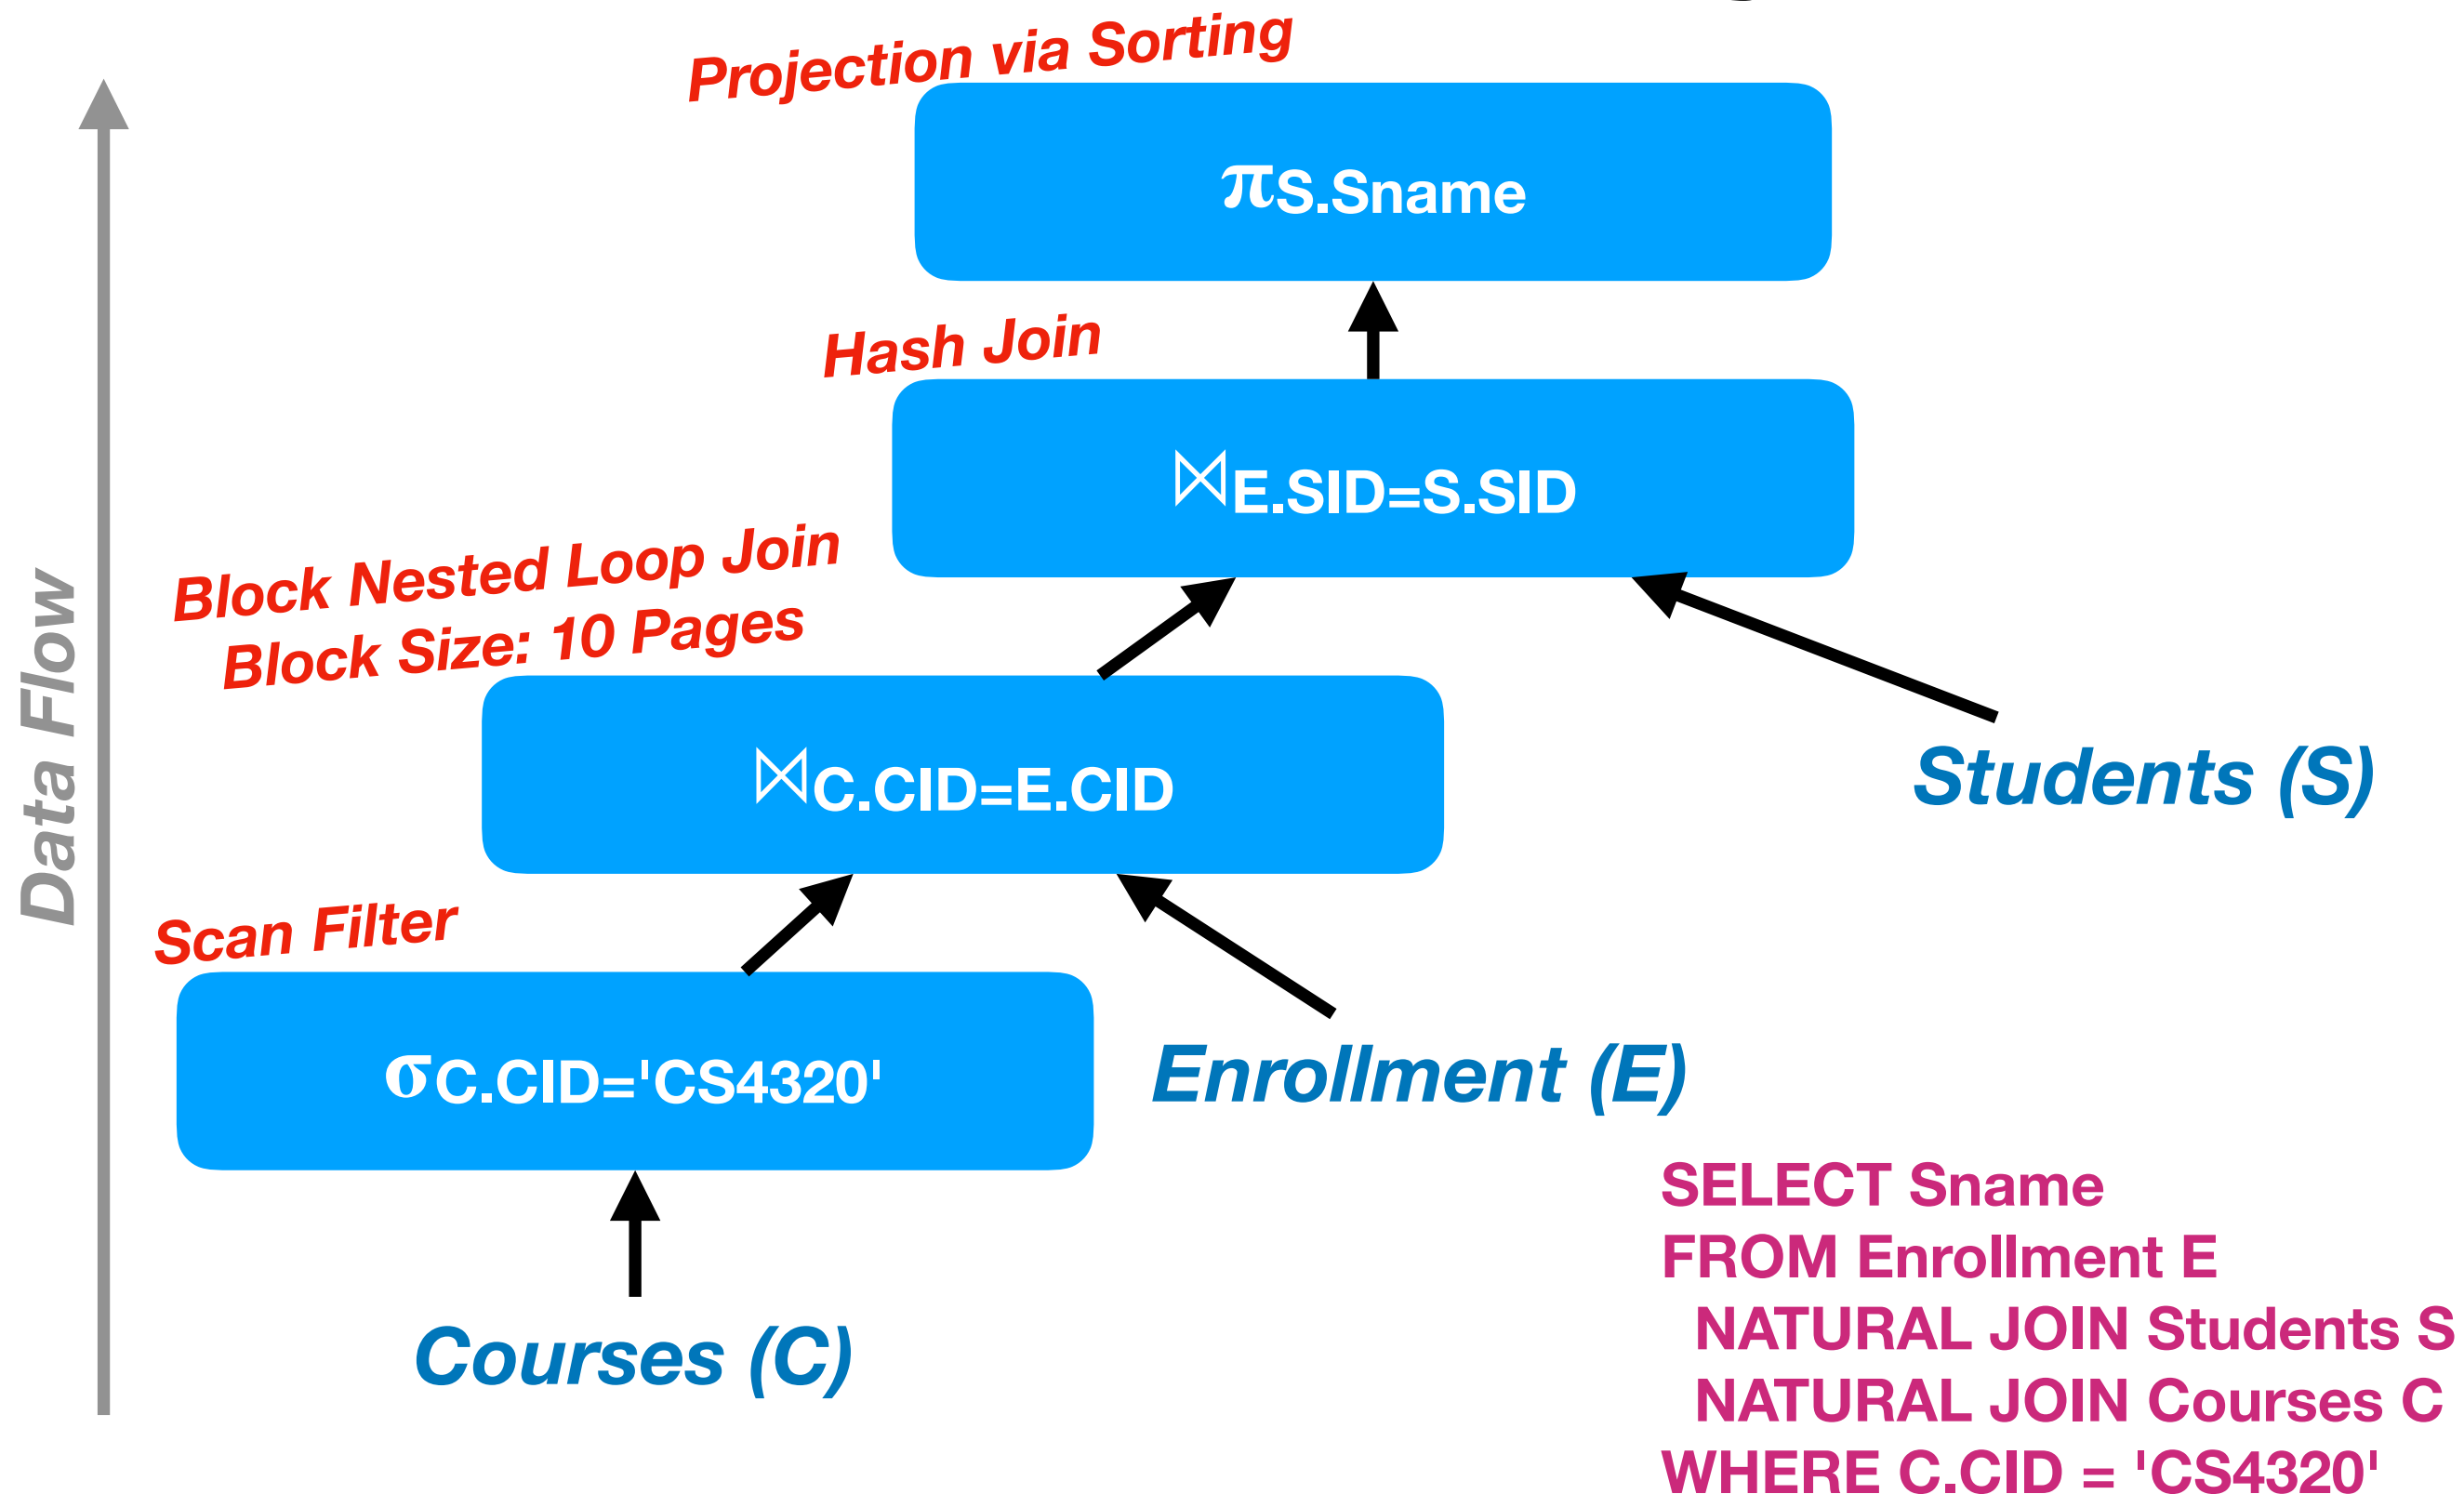 Projection via Sorting
πS.Sname
Hash Join
⋈E.SID=S.SID
Block Nested Loop Join
Block Size: 10 Pages
⋈C.CID=E.CID
Students (S)
Data Flow
Scan Filter
σC.CID='CS4320'
Enrollment (E)
Courses (C)
SELECT Sname
FROM Enrollment E
NATURAL JOIN Students S
NATURAL JOIN Courses C
WHERE C.CID = 'CS4320'